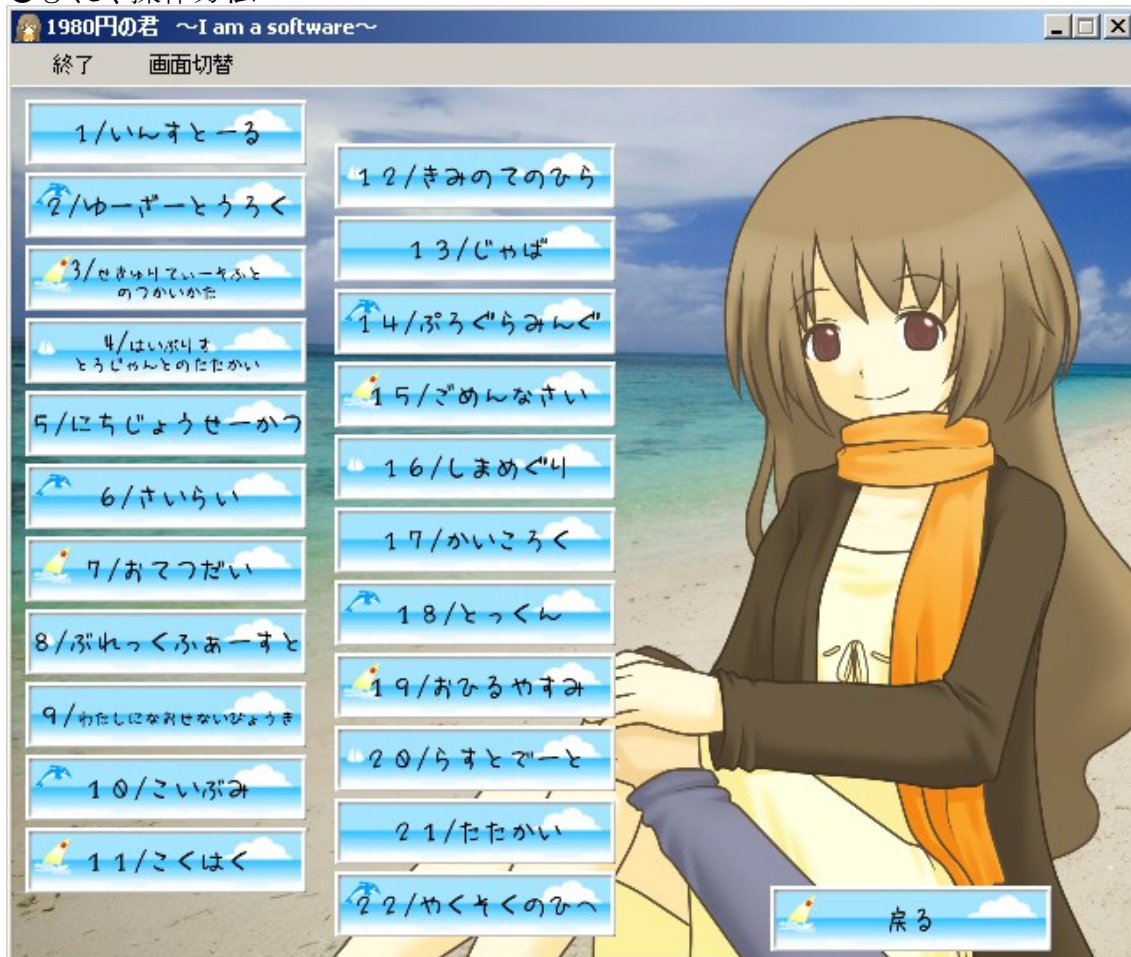 1980円の君 ～I am a software～
終了 画面切替
1/いんすとーる
2/ゆーざーとうろく
3/せきゅりてぃーそふと
のつかいかた
4/はいぶりす
とろじゃんとのたたかい
5/にちじょうせーかつ
6/さいらい
7/おてつだい
8/ぶれっくふぁーすと
9/わたしになおせないびょうき
10/こいぶみ
11/こくはく
12/きみのてのひら
13/じゃば
14/ぷろぐらみんぐ
15/ごめんなさい
16/しまめぐり
17/かいころく
18/とっくん
19/おひるやすみ
20/らすとでーと
21/たたかい
22/やくそくのひへ
戻る